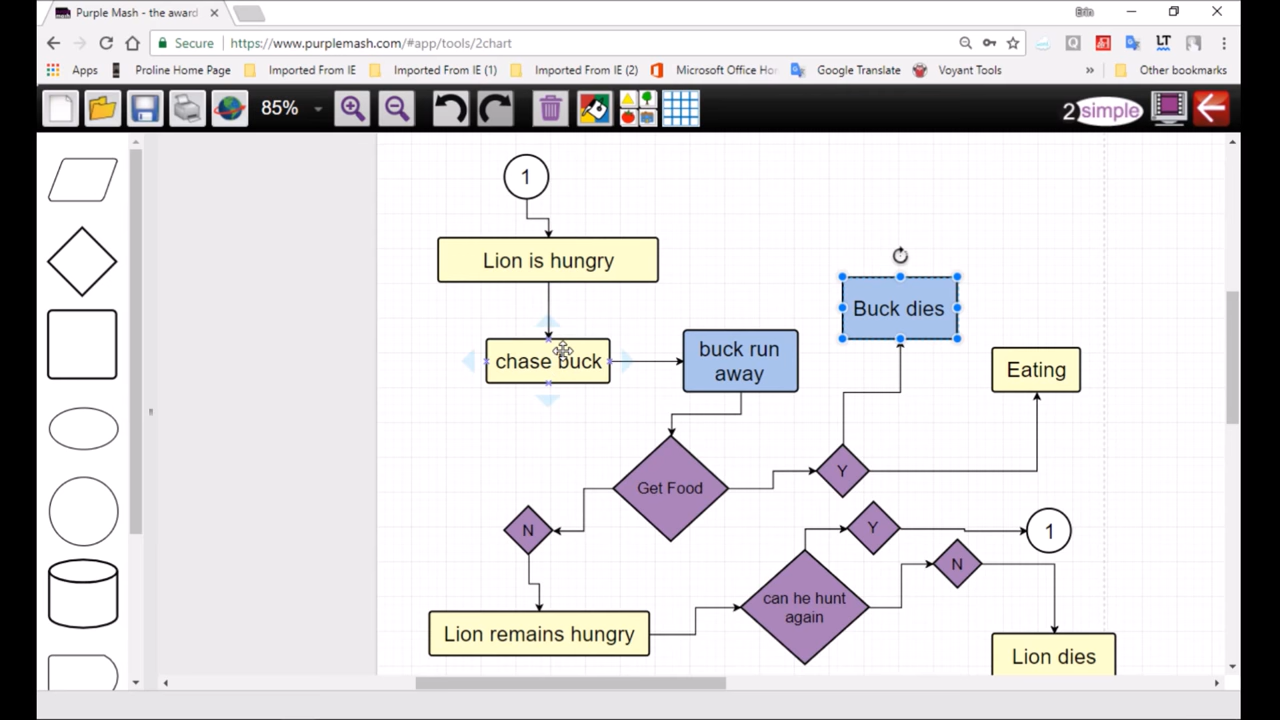 Purple Mash - the award
Erin
Secure
https://www.purplemash.com/#app/tools/2chart
LT
Apps
Proline Home Page
Imported From IE
Imported From IE (1)
Imported From IE (2)
Microsoft Office Ho
Google Translate
Voyant Tools
»
Other bookmarks
85%
2simple
1
Lion is hungry
Buck dies
chase buck
buck run
away
Eating
Get Food
Y
N
Y
1
N
can he hunt
again
Lion remains hungry
Lion dies